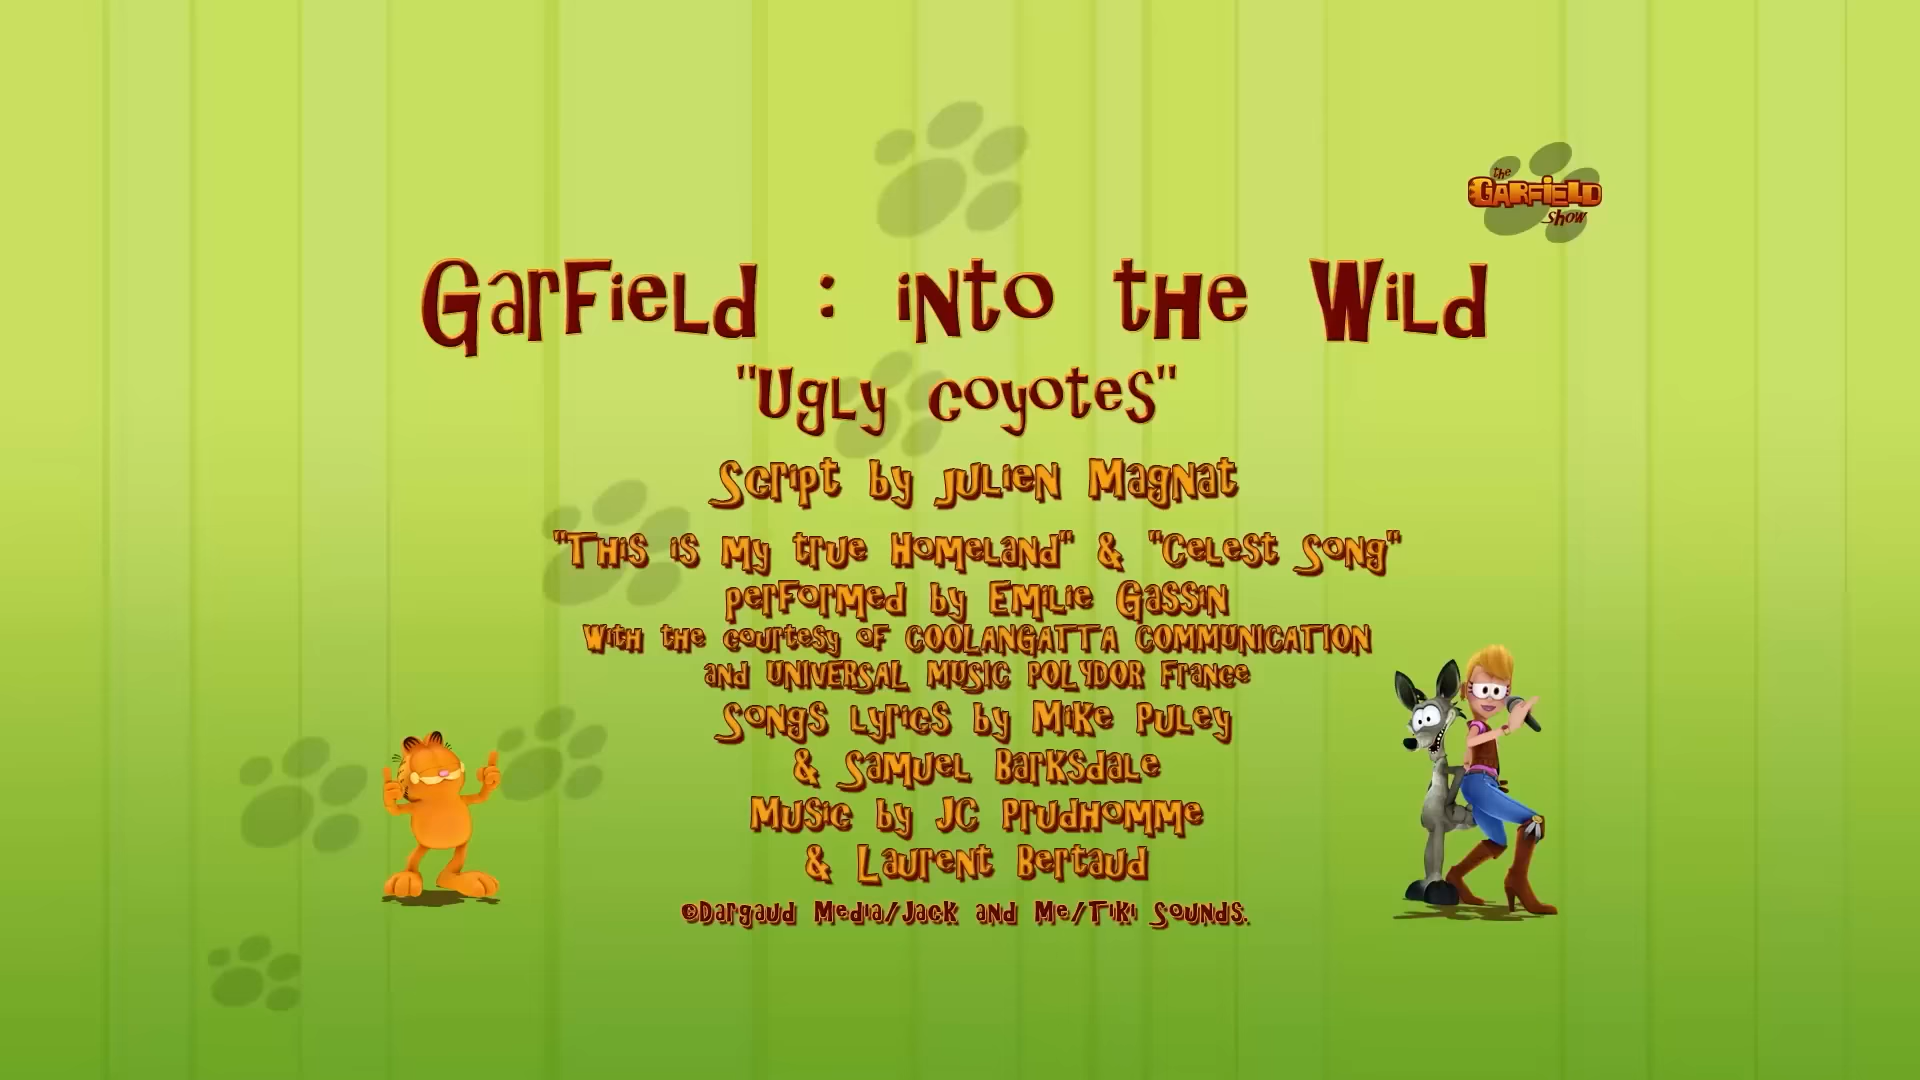 the
GARFIELD
show
Garfield : into the Wild
"Ugly coyotes"
Script by Julien Magnat
"This is my true Homeland" & "Celest Song"
performed by Emilie Gassin
With the courtesy of COOLANGATTA COMMUNICATION
and UNIVERSAL MUSIC POLYDOR France
Songs Lyrics by Mike Puley
& Samuel Barksdale
Music by JC Prudhomme
& Laurent Bertaud
©Dargaud Media/Jack and Me/Tiki Sounds.